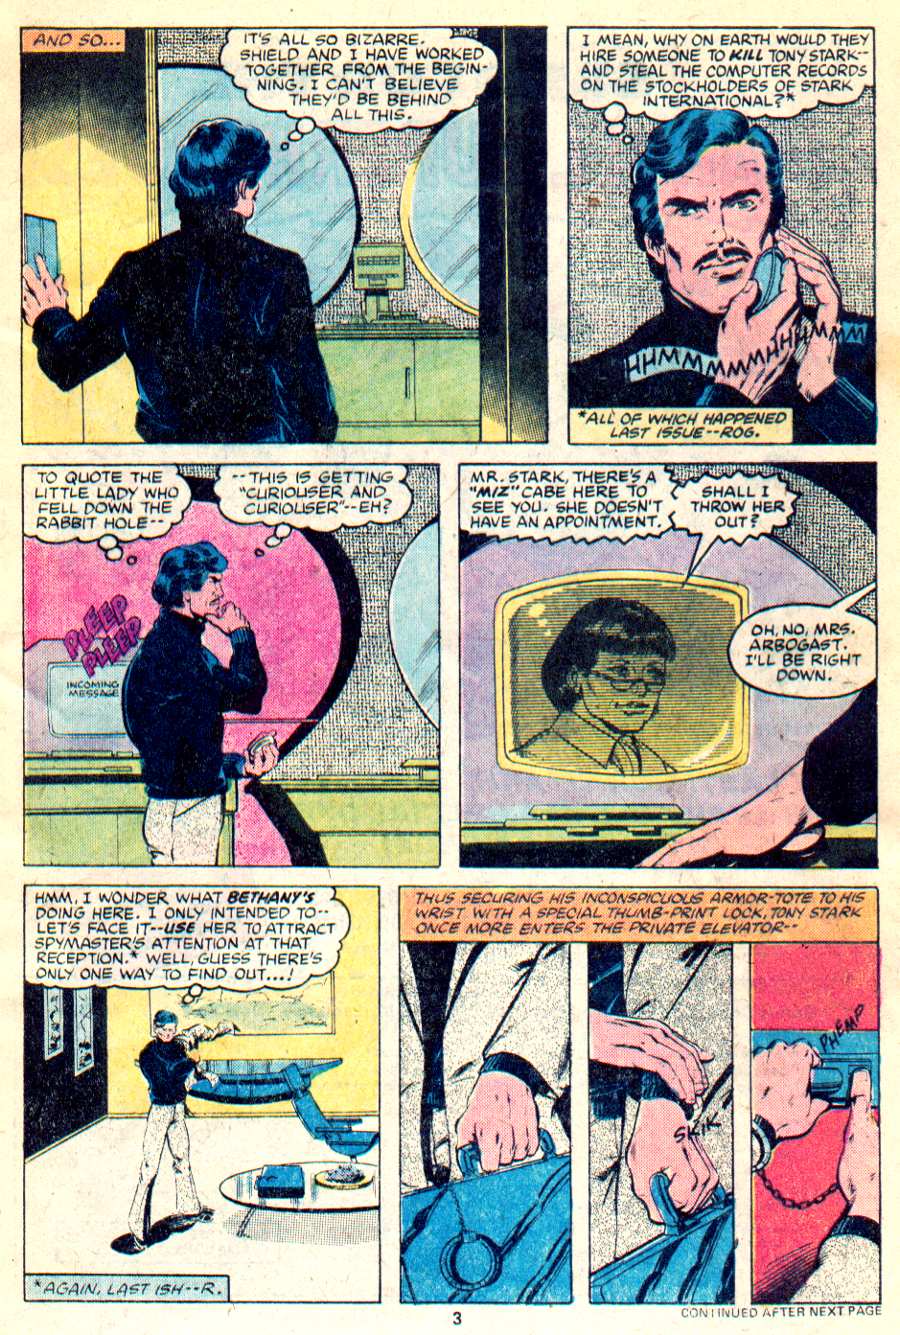 AND SO...
IT'S ALL SO BIZARRE.
SHIELD AND I HAVE WORKED
TOGETHER FROM THE BEGIN-
NING. I CAN'T BELIEVE
THEY'D BE BEHIND
ALL THIS.
I MEAN, WHY ON EARTH WOULD THEY
HIRE SOMEONE TO KILL TONY STARK--
AND STEAL THE COMPUTER RECORDS
ON THE STOCKHOLDERS OF STARK
INTERNATIONAL?*
HHMMMMMHHHMMMM
*ALL OF WHICH HAPPENED
LAST ISSUE--ROG.
TO QUOTE THE
LITTLE LADY WHO
FELL DOWN THE
RABBIT HOLE--
--THIS IS GETTING
"CURIOUSER AND
CURIOUSER"--EH?
PLEEP
PLEEP
INCOMING
MESSAGE
MR. STARK, THERE'S A
"MIZ" CABE HERE TO
SEE YOU. SHE DOESN'T
HAVE AN APPOINTMENT.
SHALL I
THROW HER
OUT?
OH, NO, MRS.
ARBOGAST.
I'LL BE RIGHT
DOWN.
HMM, I WONDER WHAT BETHANY'S
DOING HERE. I ONLY INTENDED TO--
LET'S FACE IT--USE HER TO ATTRACT
SPYMASTER'S ATTENTION AT THAT
RECEPTION.* WELL, GUESS THERE'S
ONLY ONE WAY TO FIND OUT...!
*AGAIN, LAST ISH--R.
THUS SECURING HIS INCONSPICUOUS ARMOR-TOTE TO HIS
WRIST WITH A SPECIAL THUMB-PRINT LOCK, TONY STARK
ONCE MORE ENTERS THE PRIVATE ELEVATOR--
SKIK
PHEMP
3
CONTINUED AFTER NEXT PAGE